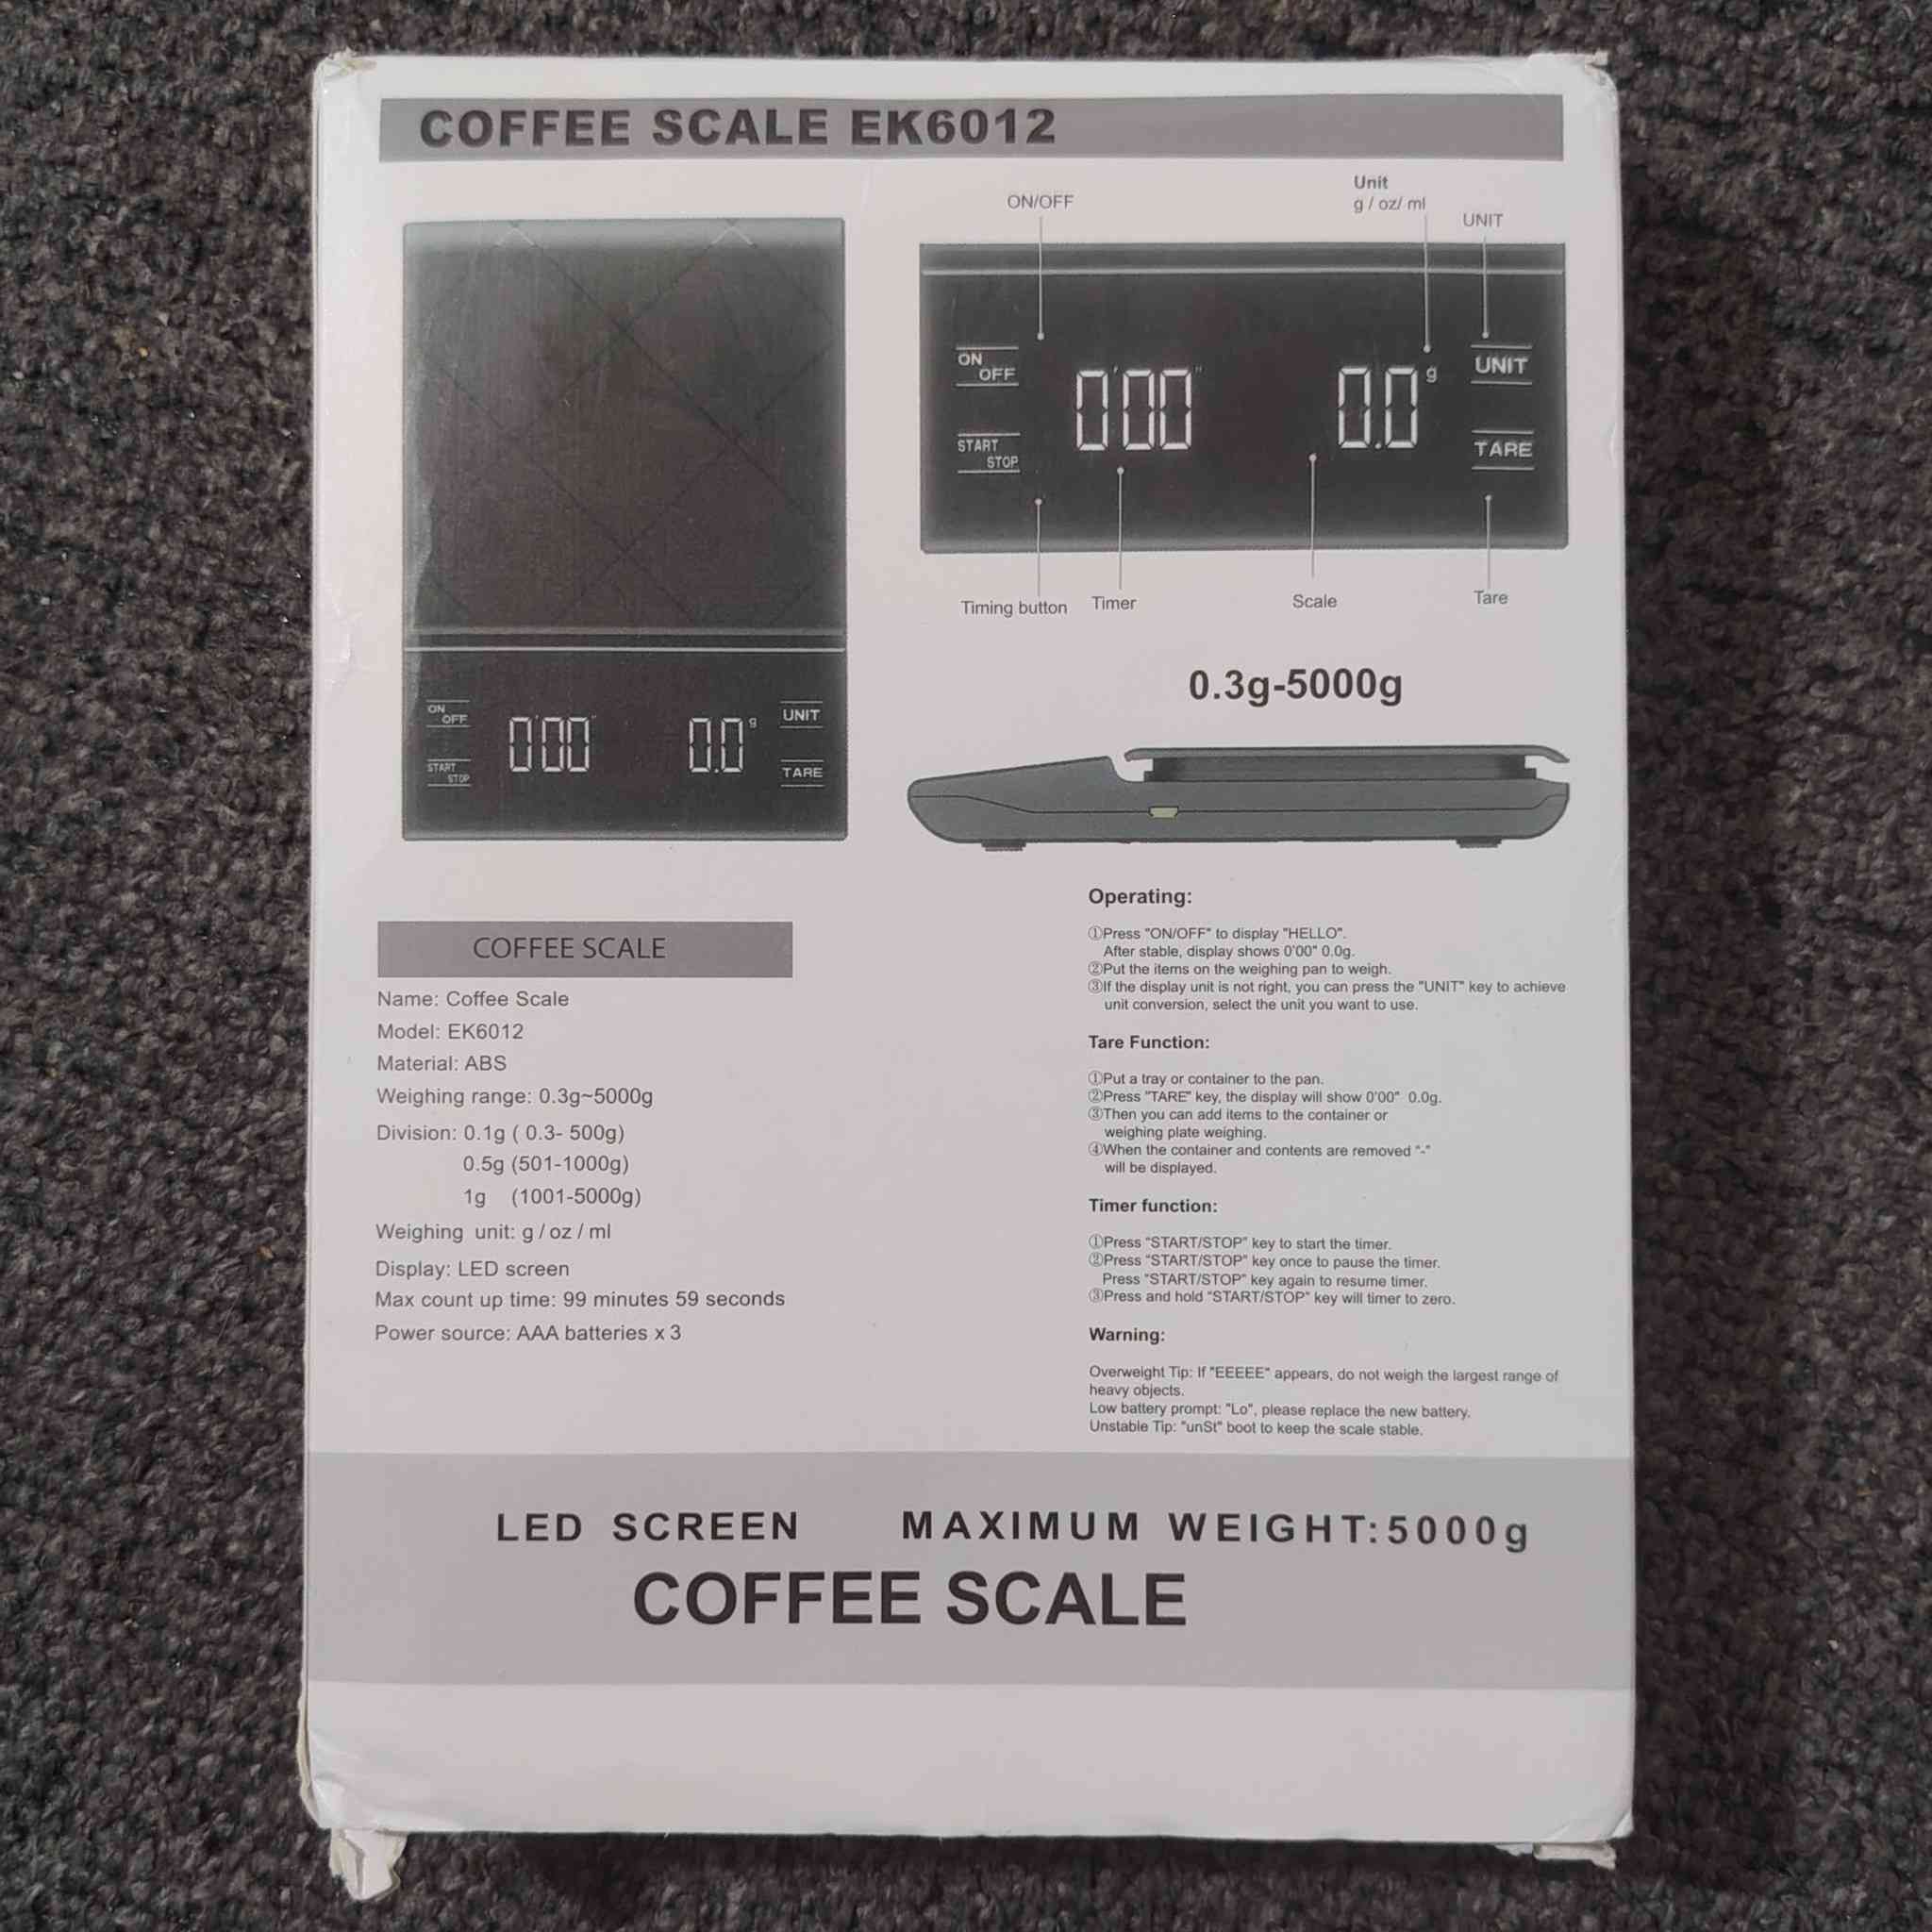 COFFEE SCALE EK6012
ON/OFF
Unit
g / oz/ ml
UNIT
ON
OFF
0'00"
0.0 g
UNIT
START
STOP
TARE
Timing button
Timer
Scale
Tare
ON
OFF
0'00"
0.0 g
UNIT
START
STOP
TARE
0.3g-5000g
COFFEE SCALE
Name: Coffee Scale
Model: EK6012
Material: ABS
Weighing range: 0.3g~5000g
Division: 0.1g ( 0.3- 500g)
0.5g (501-1000g)
1g (1001-5000g)
Weighing unit: g / oz / ml
Display: LED screen
Max count up time: 99 minutes 59 seconds
Power source: AAA batteries x 3
Operating:
①Press "ON/OFF" to display "HELLO".
After stable, display shows 0'00" 0.0g.
②Put the items on the weighing pan to weigh.
③If the display unit is not right, you can press the "UNIT" key to achieve
unit conversion, select the unit you want to use.
Tare Function:
①Put a tray or container to the pan.
②Press "TARE" key, the display will show 0'00" 0.0g.
③Then you can add items to the container or
weighing plate weighing.
④When the container and contents are removed "-"
will be displayed.
Timer function:
①Press "START/STOP" key to start the timer.
②Press "START/STOP" key once to pause the timer.
Press "START/STOP" key again to resume timer.
③Press and hold "START/STOP" key will timer to zero.
Warning:
Overweight Tip: If "EEEEE" appears, do not weigh the largest range of
heavy objects.
Low battery prompt: "Lo", please replace the new battery.
Unstable Tip: "unSt" boot to keep the scale stable.
LED SCREEN MAXIMUM WEIGHT:5000g
COFFEE SCALE